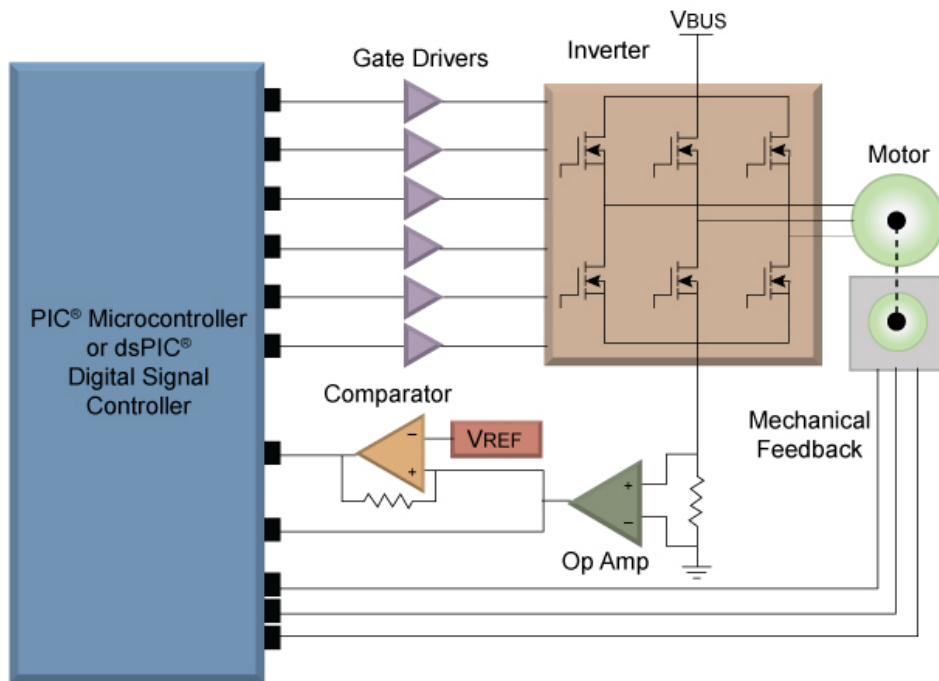 VBUS
Gate Drivers
Inverter
Motor
PIC® Microcontroller
or dsPIC®
Digital Signal
Controller
Comparator
−
VREF
+
Mechanical
Feedback
+
−
Op Amp